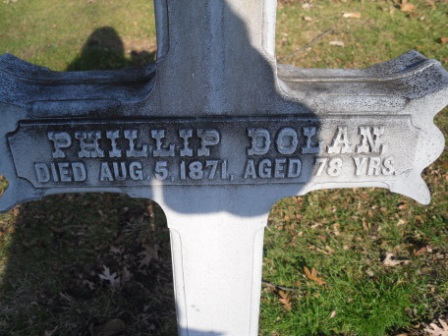 PHILLIP DOLAN
DIED AUG. 5, 1871, AGED 78 YRS.